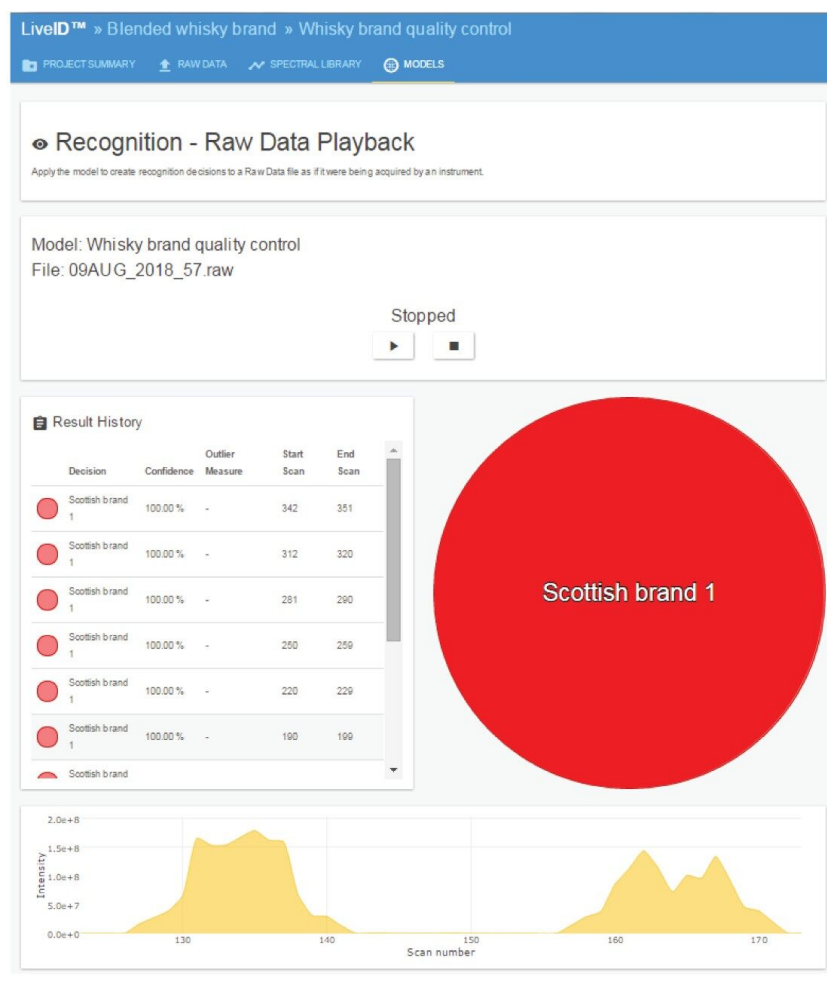 LiveID™ » Blended whisky brand » Whisky brand quality control
PROJECT SUMMARY RAW DATA SPECTRAL LIBRARY MODELS
Recognition - Raw Data Playback
Apply the model to create recognition decisions to a Raw Data file as if it were being acquired by an instrument.
Model: Whisky brand quality control
File: 09AUG_2018_57.raw
Stopped
Result History
Decision Confidence Outlier Measure Start Scan End Scan
Scottish brand 1 100.00 % - 342 351
Scottish brand 1 100.00 % - 312 320
Scottish brand 1 100.00 % - 281 290
Scottish brand 1 100.00 % - 250 259
Scottish brand 1 100.00 % - 220 229
Scottish brand 1 100.00 % - 190 199
Scottish brand
Scottish brand 1
Intensity
2.0e+8
1.5e+8
1.0e+8
5.0e+7
0.0e+0
130 140 150 160 170
Scan number